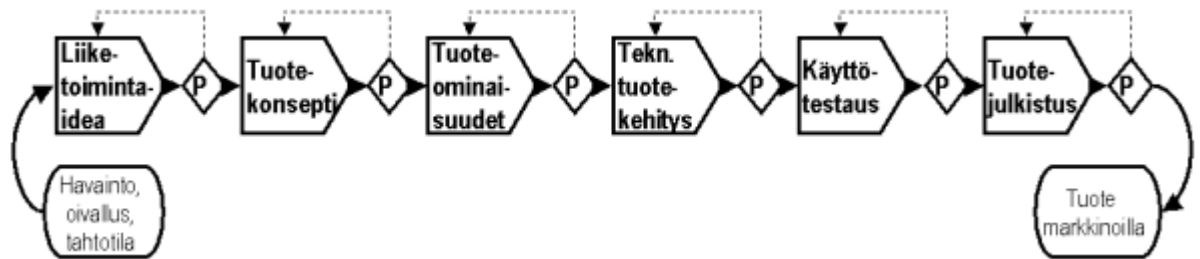 Liike-
toiminta-
idea
P
Tuote-
konsepti
P
Tuote-
ominai-
suudet
P
Tekn.
tuote-
kehitys
P
Käyttö-
testaus
P
Tuote-
julkistus
P
Havainto,
oivallus,
tahtotila
Tuote
markkinoilla